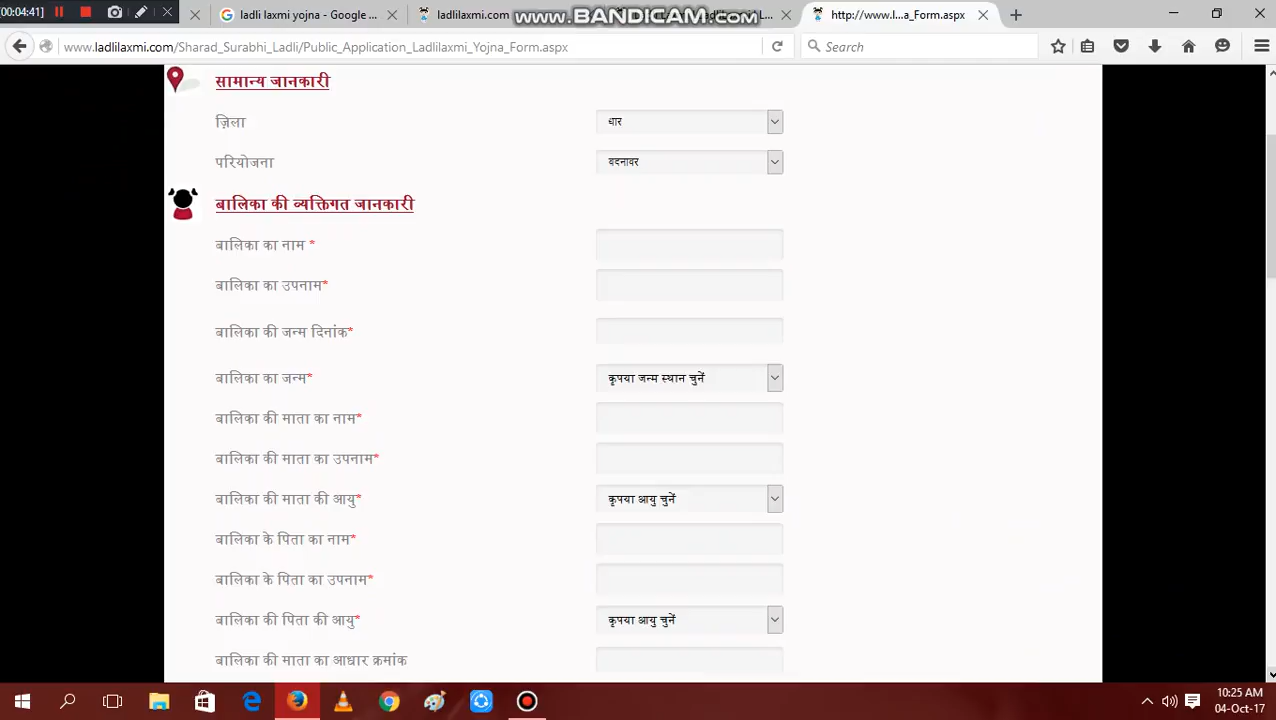 00:04:41
ladli laxmi yojna - Google ...
ladlilaxmi.com
www.BANDICAM.com
http://www.l...a_Form.aspx
www.ladlilaxmi.com/Sharad_Surabhi_Ladli/Public_Application_Ladlilaxmi_Yojna_Form.aspx
Search
सामान्य जानकारी
ज़िला धार
परियोजना बदनावर
बालिका की व्यक्तिगत जानकारी
बालिका का नाम *
बालिका का उपनाम*
बालिका की जन्म दिनांक*
बालिका का जन्म* कृपया जन्म स्थान चुनें
बालिका की माता का नाम*
बालिका की माता का उपनाम*
बालिका की माता की आयु* कृपया आयु चुनें
बालिका के पिता का नाम*
बालिका के पिता का उपनाम*
बालिका की पिता की आयु* कृपया आयु चुनें
बालिका की माता का आधार क्रमांक
10:25 AM
04-Oct-17